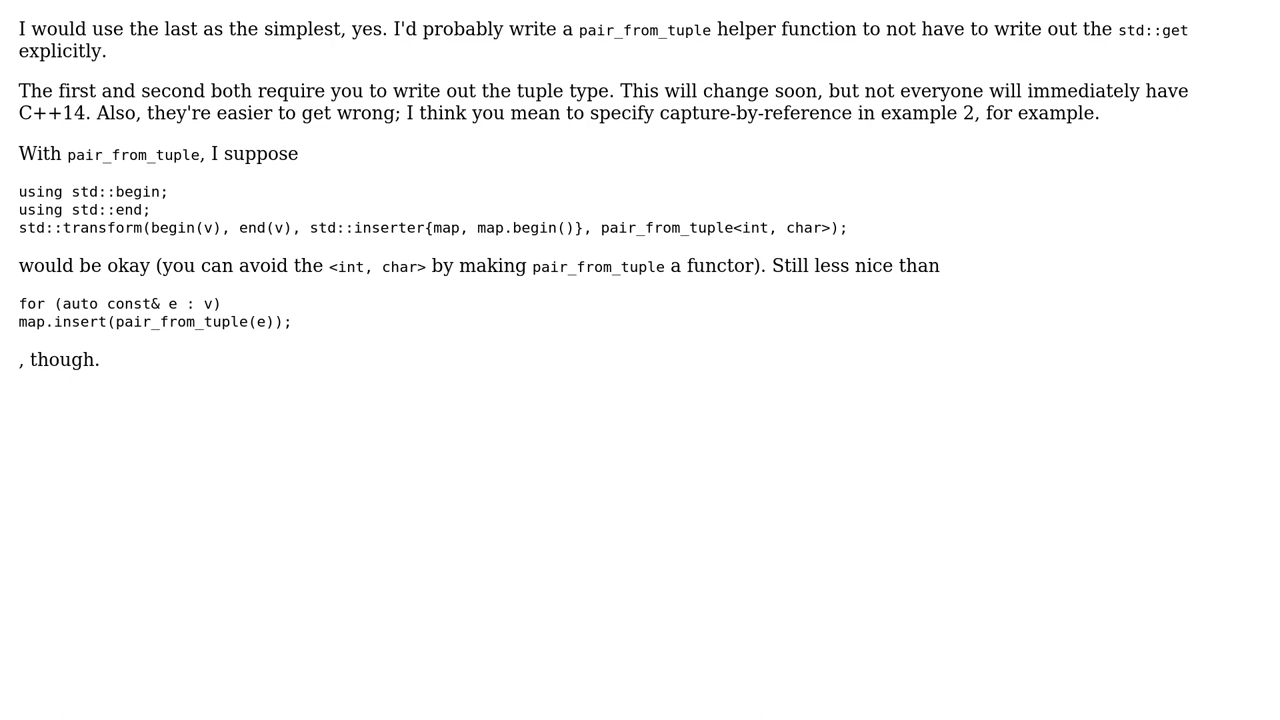 I would use the last as the simplest, yes. I'd probably write a pair_from_tuple helper function to not have to write out the std::get
explicitly.
The first and second both require you to write out the tuple type. This will change soon, but not everyone will immediately have
C++14. Also, they're easier to get wrong; I think you mean to specify capture-by-reference in example 2, for example.
With pair_from_tuple, I suppose
using std::begin;
using std::end;
std::transform(begin(v), end(v), std::inserter{map, map.begin()}, pair_from_tuple<int, char>);
would be okay (you can avoid the <int, char> by making pair_from_tuple a functor). Still less nice than
for (auto const& e : v)
map.insert(pair_from_tuple(e));
, though.